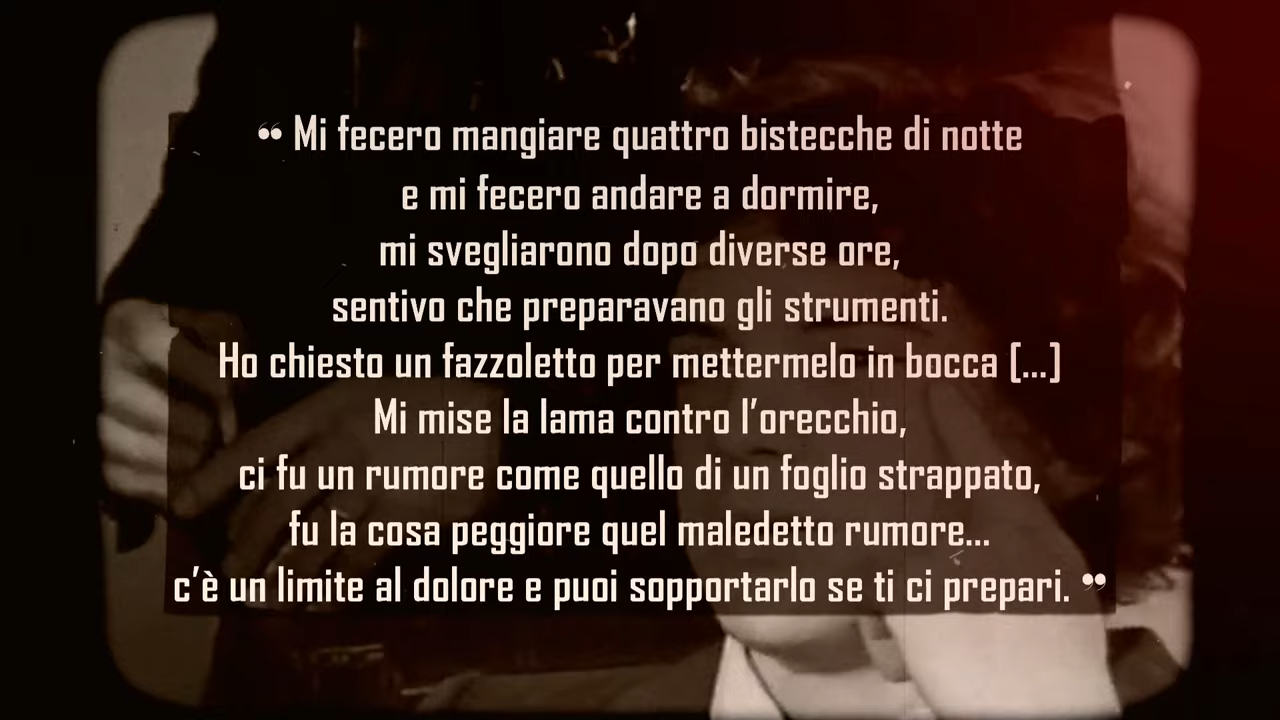 “ Mi fecero mangiare quattro bistecche di notte
e mi fecero andare a dormire,
mi svegliarono dopo diverse ore,
sentivo che preparavano gli strumenti.
Ho chiesto un fazzoletto per mettermelo in bocca [...]
Mi mise la lama contro l’orecchio,
ci fu un rumore come quello di un foglio strappato,
fu la cosa peggiore quel maledetto rumore...
c’è un limite al dolore e puoi sopportarlo se ti ci prepari. ”